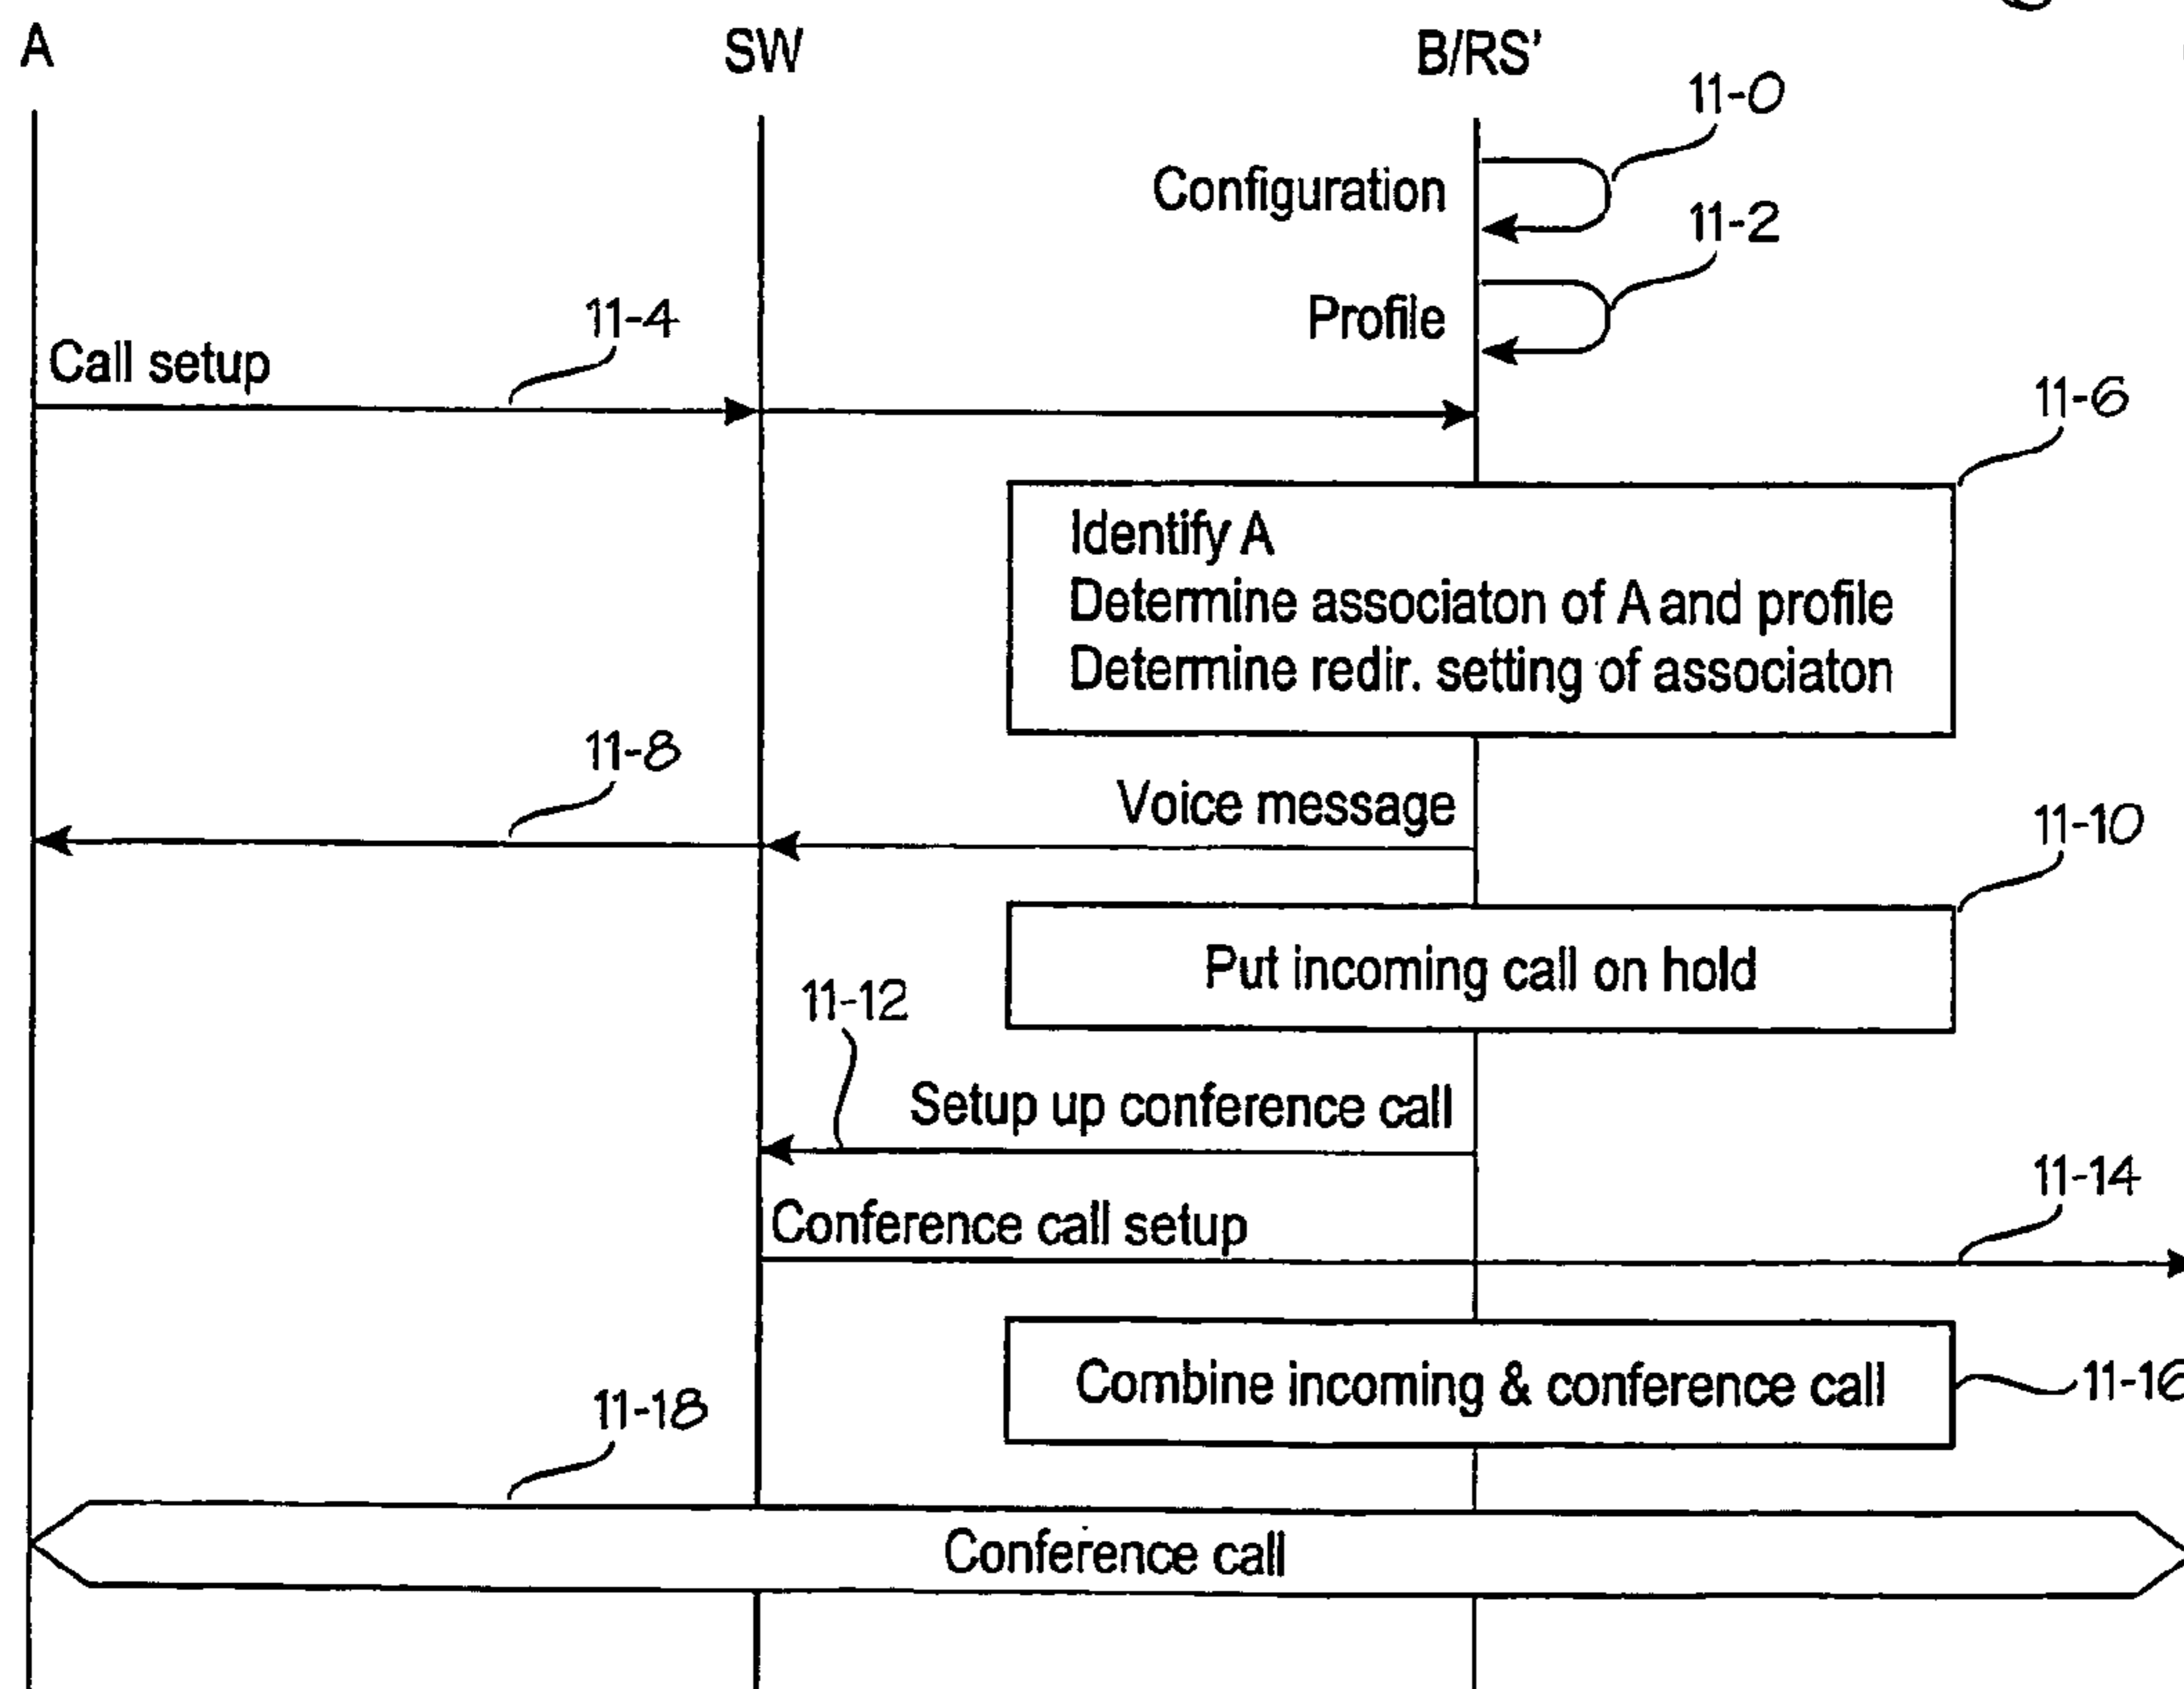 A
SW
B/RS'
11-0
Configuration
11-2
Profile
11-4
Call setup
11-6
Identify A
Determine associaton of A and profile
Determine redir. setting of associaton
11-8
Voice message
11-10
Put incoming call on hold
11-12
Setup up conference call
11-14
Conference call setup
Combine incoming & conference call
11-16
11-18
Conference call